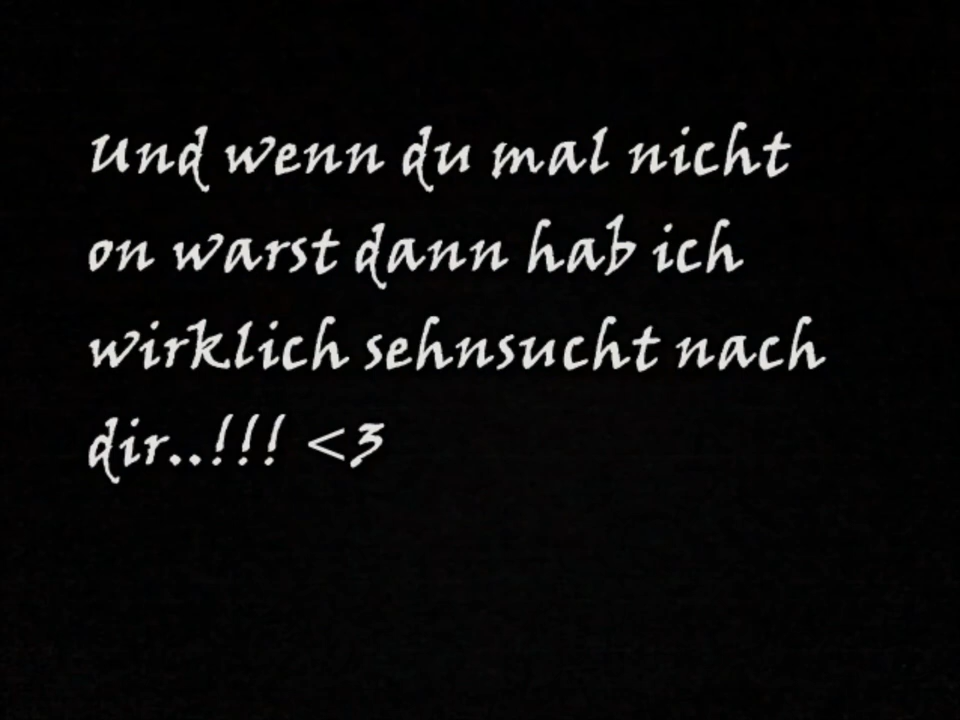 Und wenn du mal nicht
on warst dann hab ich
wirklich sehnsucht nach
dir..!!! <3